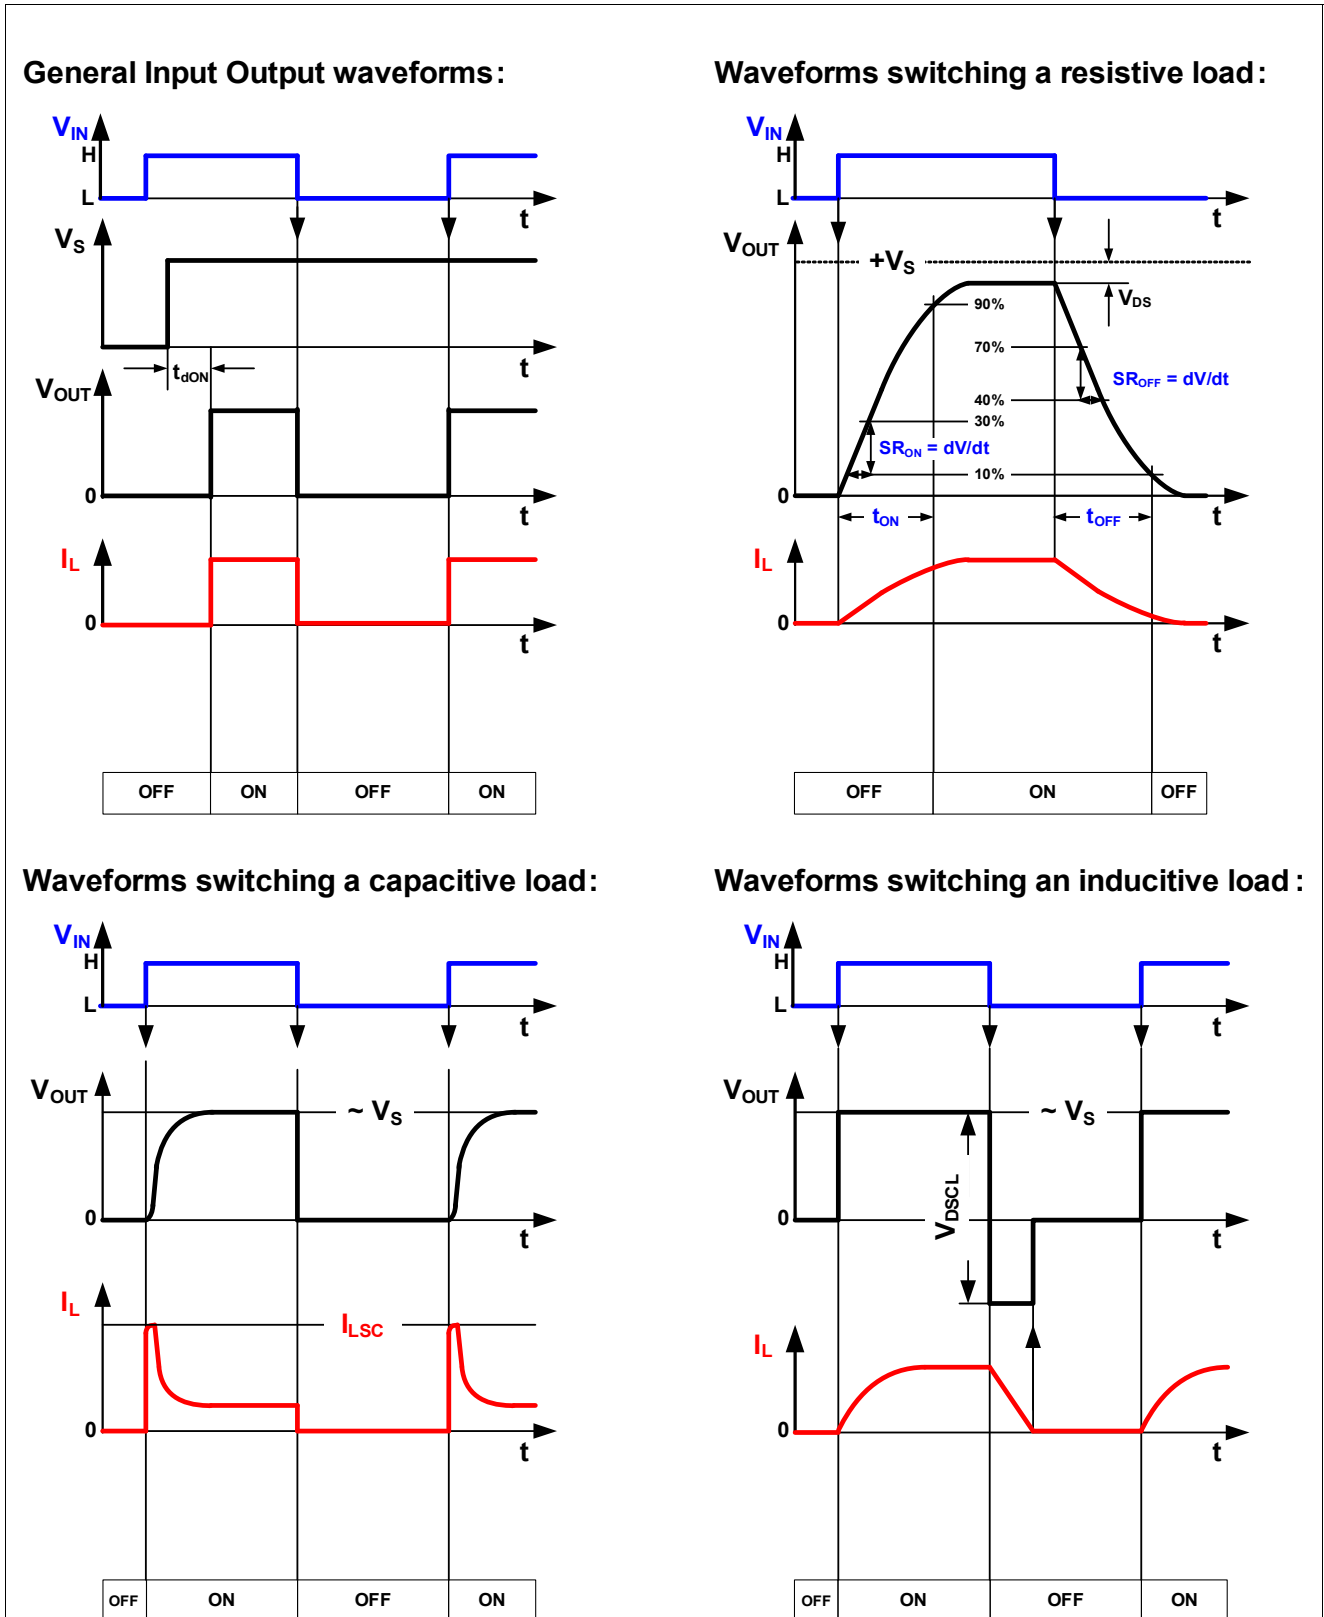 General Input Output waveforms:
VIN
H
L
t
VS
t
tdON
VOUT
0
t
IL
0
t
OFF ON OFF ON
Waveforms switching a resistive load:
VIN
H
L
t
VOUT
+VS
VDS
90%
70%
SROFF = dV/dt
40%
30%
SRON = dV/dt
10%
0
t
tON tOFF
IL
0
t
OFF ON OFF
Waveforms switching a capacitive load:
VIN
H
L
t
VOUT
~ VS
0
t
IL
ILSC
0
t
OFF ON OFF ON
Waveforms switching an inducitive load:
VIN
H
L
t
VOUT
~ VS
VDSCL
0
t
IL
0
t
OFF ON OFF ON